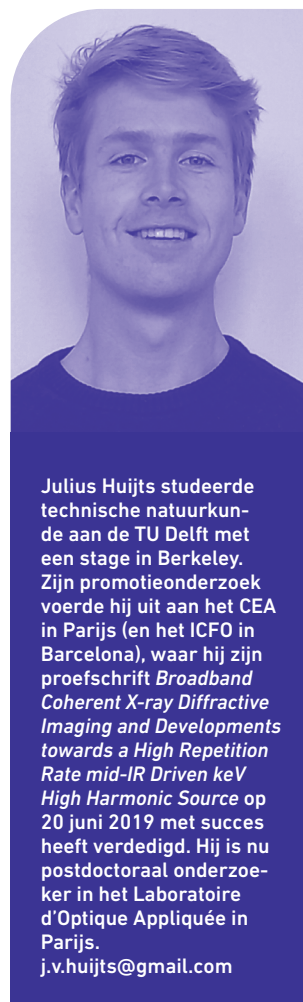 Julius Huijts studeerde
technische natuurkun-
de aan de TU Delft met
een stage in Berkeley.
Zijn promotieonderzoek
voerde hij uit aan het CEA
in Parijs (en het ICFO in
Barcelona), waar hij zijn
proefschrift Broadband
Coherent X-ray Diffractive
Imaging and Developments
towards a High Repetition
Rate mid-IR Driven keV
High Harmonic Source op
20 juni 2019 met succes
heeft verdedigd. Hij is nu
postdoctoraal onderzoe-
ker in het Laboratoire
d’Optique Appliquée in
Parijs.
j.v.huijts@gmail.com